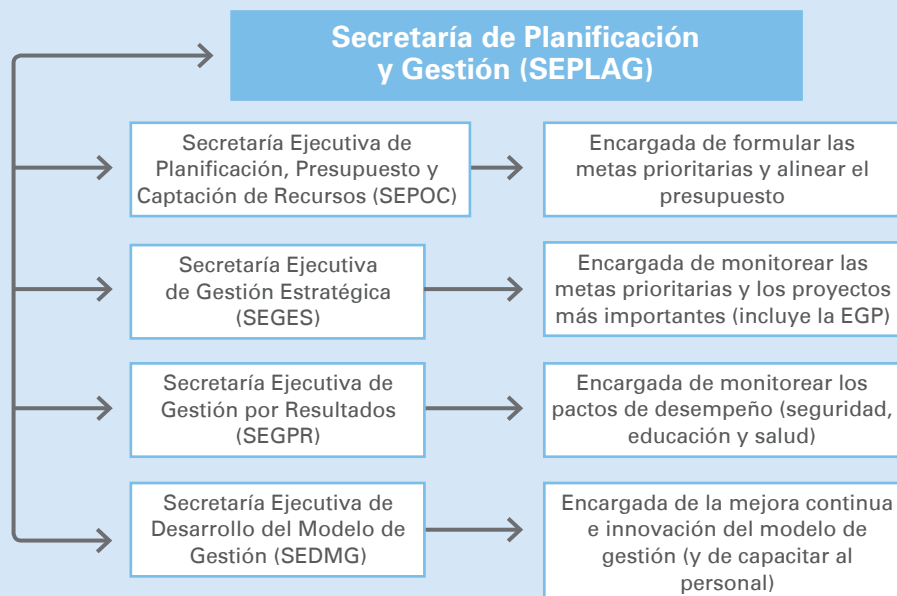 Secretaría de Planificación
y Gestión (SEPLAG)
Secretaría Ejecutiva de
Planificación, Presupuesto y
Captación de Recursos (SEPOC)
Encargada de formular las
metas prioritarias y alinear el
presupuesto
Secretaría Ejecutiva
de Gestión Estratégica
(SEGES)
Encargada de monitorear las
metas prioritarias y los proyectos
más importantes (incluye la EGP)
Secretaría Ejecutiva de
Gestión por Resultados
(SEGPR)
Encargada de monitorear los
pactos de desempeño (seguridad,
educación y salud)
Secretaría Ejecutiva de
Desarrollo del Modelo de
Gestión (SEDMG)
Encargada de la mejora continua
e innovación del modelo de
gestión (y de capacitar al
personal)